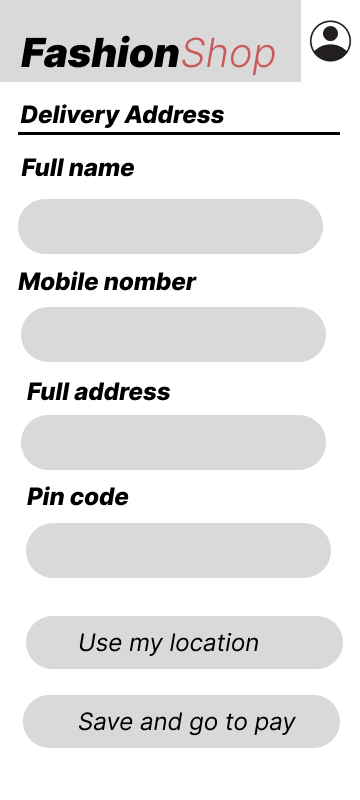 FashionShop
Delivery Address
Full name
Mobile nomber
Full address
Pin code
Use my location
Save and go to pay